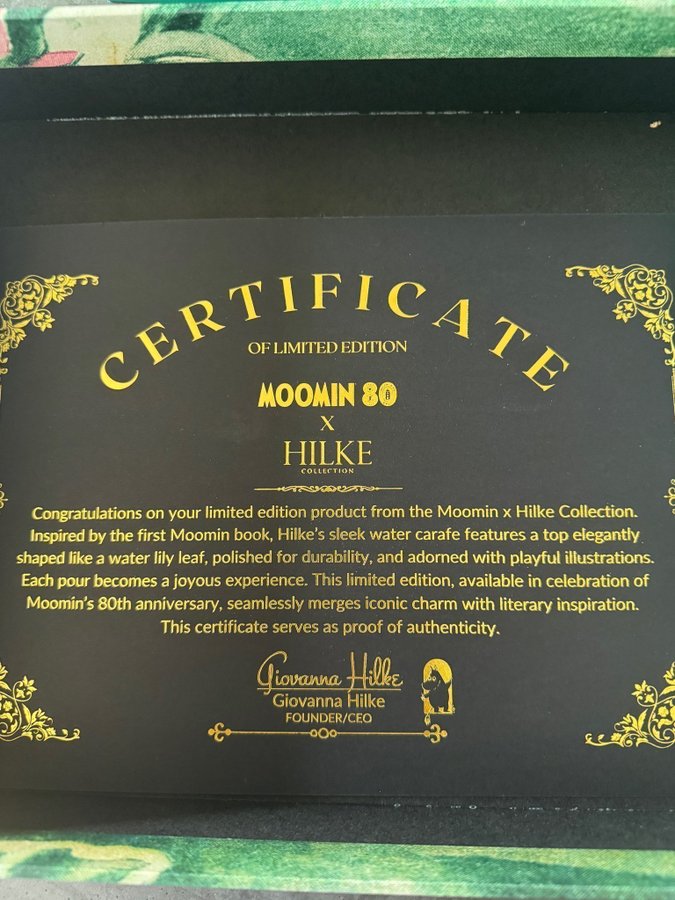 CERTIFICATE
OF LIMITED EDITION
MOOMIN 80
X
HILKE
COLLECTION
Congratulations on your limited edition product from the Moomin x Hilke Collection.
Inspired by the first Moomin book, Hilke's sleek water carafe features a top elegantly
shaped like a water lily leaf, polished for durability, and adorned with playful illustrations.
Each pour becomes a joyous experience. This limited edition, available in celebration of
Moomin's 80th anniversary, seamlessly merges iconic charm with literary inspiration.
This certificate serves as proof of authenticity.
Giovanna Hilke
Giovanna Hilke
FOUNDER/CEO